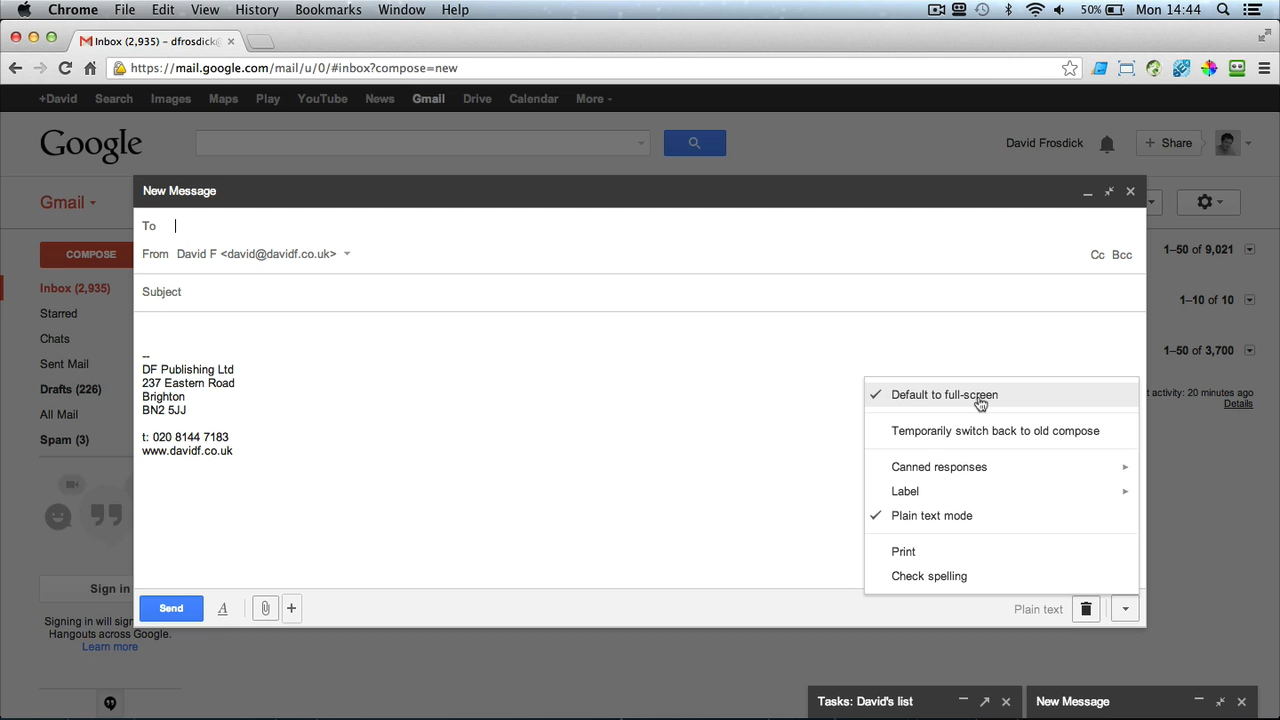 Chrome File Edit View History Bookmarks Window Help 50% Mon 14:44
Inbox (2,935) – dfrosdick@
https://mail.google.com/mail/u/0/#inbox?compose=new
+David Search Images Maps Play YouTube News Gmail Drive Calendar More
Google David Frosdick + Share
New Message
Gmail
To
From David F <david@davidf.co.uk> Cc Bcc
COMPOSE 1–50 of 9,021
Inbox (2,935) Subject 1–10 of 10
Starred
Chats 1–50 of 3,700
Sent Mail
--
DF Publishing Ltd
237 Eastern Road
Brighton
BN2 5JJ
t: 020 8144 7183
www.davidf.co.uk
Drafts (226)
All Mail
Spam (3)
Default to full-screen
Temporarily switch back to old compose
Canned responses
Label
Plain text mode
Print
Check spelling
activity: 20 minutes ago
Details
Sign in
Send A + Plain text
Signing in will sign
Hangouts across Google.
Learn more
Tasks: David's list New Message